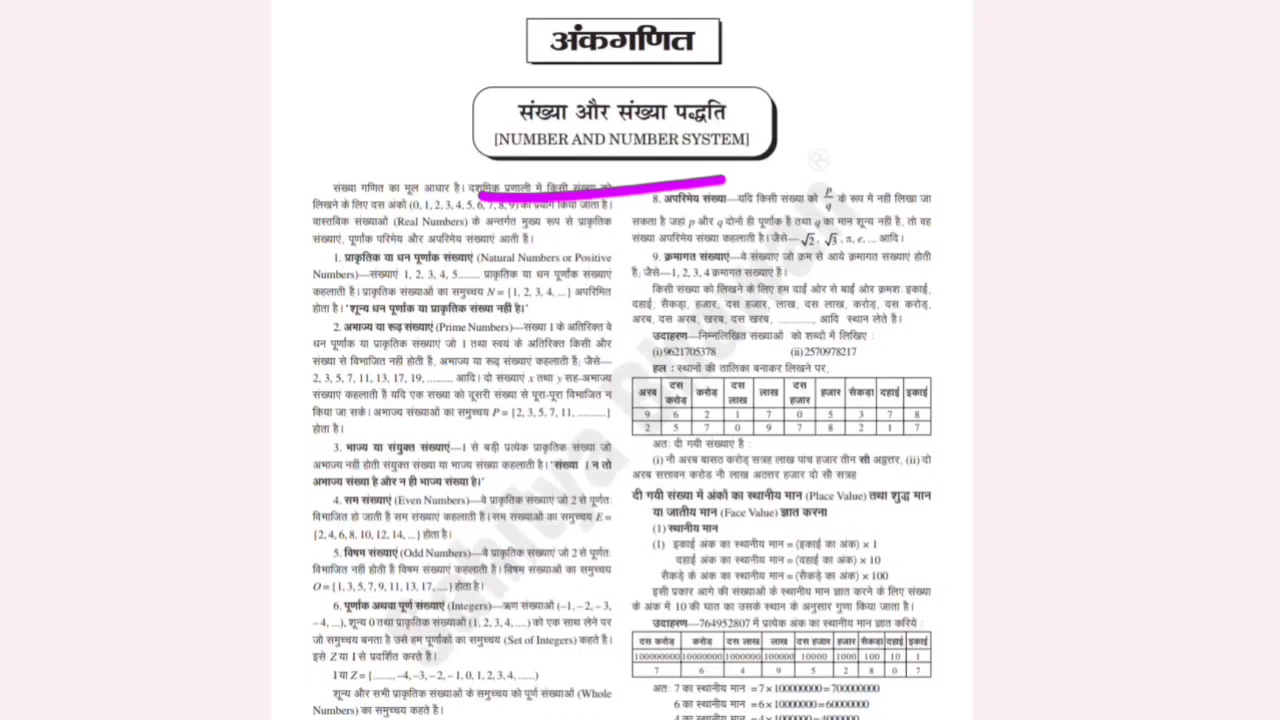 अंकगणित
संख्या और संख्या पद्धति
[NUMBER AND NUMBER SYSTEM]
संख्या गणित का मूल आधार है। दशमिक प्रणाली में किसी संख्या को
लिखने के लिए दस अंकों (0, 1, 2, 3, 4, 5, 6, 7, 8, 9) का प्रयोग किया जाता है।
वास्तविक संख्याओं (Real Numbers) के अन्तर्गत मुख्य रूप से प्राकृतिक
संख्याएं, पूर्णांक परिमेय और अपरिमेय संख्याएं आती है।
1. प्राकृतिक या धन पूर्णांक संख्याएं (Natural Numbers or Positive
Numbers)—संख्याएं 1, 2, 3, 4, 5........ प्राकृतिक या धन पूर्णांक संख्याएं
कहलाती है। प्राकृतिक संख्याओं का समुच्चय N = {1, 2, 3, 4, ...} अपरिमित
होता है। 'शून्य धन पूर्णांक या प्राकृतिक संख्या नहीं है।'
2. अभाज्य या रूढ़ संख्याएं (Prime Numbers)—संख्या 1 के अतिरिक्त वे
धन पूर्णांक या प्राकृतिक संख्याएं जो 1 तथा स्वयं के अतिरिक्त किसी और
संख्या से विभाजित नहीं होती है, अभाज्य या रूढ़ संख्याएं कहलाती है; जैसे—
2, 3, 5, 7, 11, 13, 17, 19, ......... आदि। दो संख्याएं x तथा y सह-अभाज्य
संख्याएं कहलाती है यदि एक संख्या को दूसरी संख्या से पूरा-पूरा विभाजित न
किया जा सके। अभाज्य संख्याओं का समुच्चय P = {2, 3, 5, 7, 11, ..........}
होता है।
3. भाज्य या संयुक्त संख्याएं—1 से बड़ी प्रत्येक प्राकृतिक संख्या जो
अभाज्य नहीं होती संयुक्त संख्या या भाज्य संख्या कहलाती है। 'संख्या 1 न तो
अभाज्य संख्या है और न ही भाज्य संख्या है।'
4. सम संख्याएं (Even Numbers)—वे प्राकृतिक संख्याएं जो 2 से पूर्णतः
विभाजित हो जाती है सम संख्याएं कहलाती है। सम संख्याओं का समुच्चय E =
{2, 4, 6, 8, 10, 12, 14, ...} होता है।
5. विषम संख्याएं (Odd Numbers)—वे प्राकृतिक संख्याएं जो 2 से पूर्णतः
विभाजित नहीं होती है विषम संख्याएं कहलाती है। विषम संख्याओं का समुच्चय
O = {1, 3, 5, 7, 9, 11, 13, 17, ....} होता है।
6. पूर्णांक अथवा पूर्ण संख्याएं (Integers)—ऋण संख्याओं (–1, –2, –3,
–4, ...), शून्य 0 तथा प्राकृतिक संख्याओं (1, 2, 3, 4, ....) को एक साथ लेने पर
जो समुच्चय बनता है उसे हम पूर्णांकों का समुच्चय (Set of Integers) कहते है।
इसे Z या I से प्रदर्शित करते है।
I या Z = {......., –4, –3, –2, – 1, 0, 1, 2, 3, 4, ......)
शून्य और सभी प्राकृतिक संख्याओं के समुच्चय को पूर्ण संख्याओं (Whole
Numbers) का समुच्चय कहते है।
8. अपरिमेय संख्या—यदि किसी संख्या को p/q के रूप में नहीं लिखा जा
सकता है जहां p और q दोनों ही पूर्णांक है तथा q का मान शून्य नहीं है, तो वह
संख्या अपरिमेय संख्या कहलाती है। जैसे—√2, √3, π, e, ... आदि।
9. क्रमागत संख्याएं—वे संख्याएं जो क्रम से आये क्रमागत संख्याएं होती
है; जैसे—1, 2, 3, 4 क्रमागत संख्याएं है।
किसी संख्या को लिखने के लिए हम दाईं ओर से बाईं ओर क्रमशः इकाई,
दहाई, सैकड़ा, हजार, दस हजार, लाख, दस लाख, करोड़, दस करोड़,
अरब, दस अरब, खरब, दस खरब, ............, आदि स्थान लेते है।
उदाहरण—निम्नलिखित संख्याओं को शब्दों में लिखिए :
(i) 9621705378 (ii) 2570978217
हल : स्थानों की तालिका बनाकर लिखने पर,
अरब दस करोड़ करोड़ दस लाख लाख दस हजार हजार सैकड़ा दहाई इकाई
9 6 2 1 7 0 5 3 7 8
2 5 7 0 9 7 8 2 1 7
अतः दी गयी संख्याएं है :
(i) नौ अरब बासठ करोड़ सत्रह लाख पांच हजार तीन सौ अट्ठत्तर, (ii) दो
अरब सत्तावन करोड़ नौ लाख अठत्तर हजार दो सौ सत्रह
दी गयी संख्या में अंकों का स्थानीय मान (Place Value) तथा शुद्ध मान
या जातीय मान (Face Value) ज्ञात करना
(1) स्थानीय मान
(1) इकाई अंक का स्थानीय मान = (इकाई का अंक) × 1
दहाई अंक का स्थानीय मान = (दहाई का अंक) × 10
सैकड़े के अंक का स्थानीय मान = (सैकड़े का अंक) × 100
इसी प्रकार आगे की संख्याओं के स्थानीय मान ज्ञात करने के लिए संख्या
के अंक में 10 की घात का उसके स्थान के अनुसार गुणा किया जाता है।
उदाहरण—764952807 में प्रत्येक अंक का स्थानीय मान ज्ञात करिये :
दस करोड़ करोड़ दस लाख लाख दस हजार हजार सैकड़ा दहाई इकाई
100000000 10000000 1000000 100000 10000 1000 100 10 1
7 6 4 9 5 2 8 0 7
अतः 7 का स्थानीय मान = 7 × 100000000 = 700000000
6 का स्थानीय मान = 6 × 10000000 = 60000000
4 का स्थानीय मान = 4 × 1000000 = 4000000